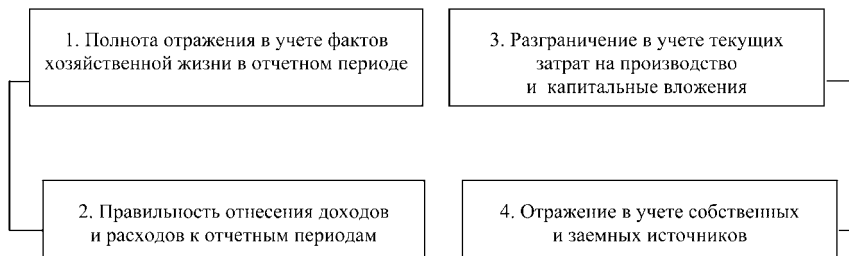 1. Полнота отражения в учете фактов
хозяйственной жизни в отчетном периоде
2. Правильность отнесения доходов
и расходов к отчетным периодам
3. Разграничение в учете текущих
затрат на производство
и капитальные вложения
4. Отражение в учете собственных
и заемных источников